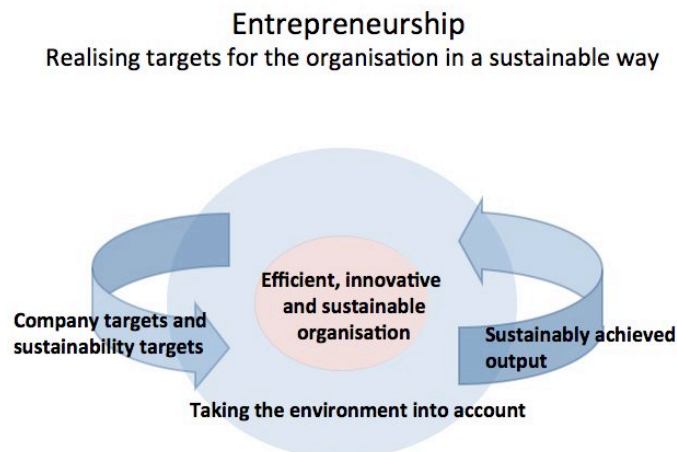 Entrepreneurship
Realising targets for the organisation in a sustainable way
Efficient, innovative
and sustainable
organisation
Company targets and
sustainability targets
Sustainably achieved
output
Taking the environment into account